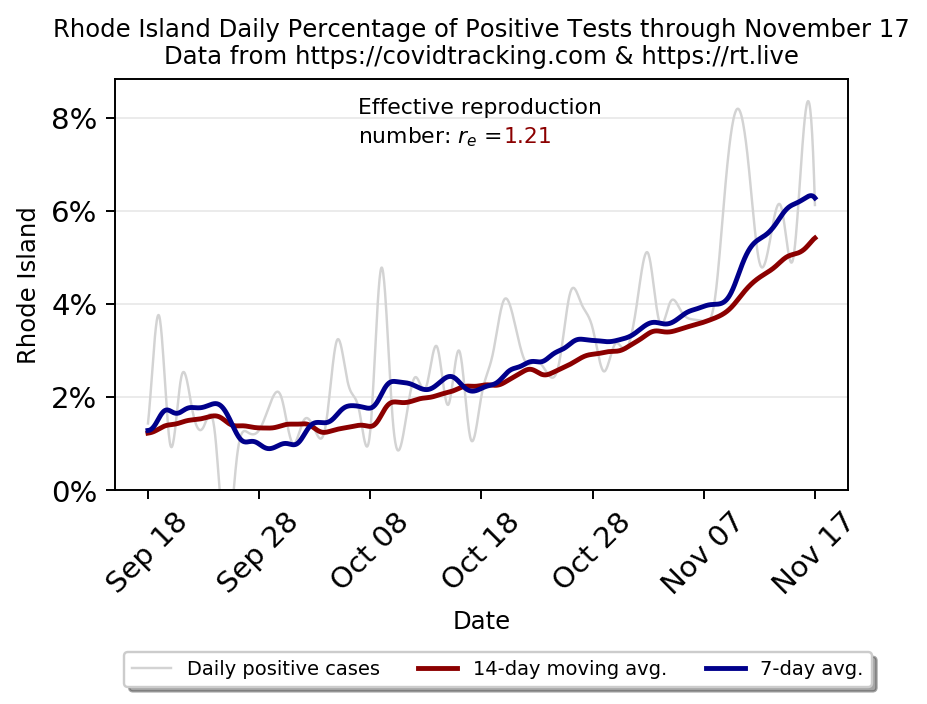 Rhode Island Daily Percentage of Positive Tests through November 17
Data from https://covidtracking.com & https://rt.live
Effective reproduction
number: rₑ =1.21
8%
6%
4%
2%
0%
Rhode Island
Sep 18
Sep 28
Oct 08
Oct 18
Oct 28
Nov 07
Nov 17
Date
Daily positive cases
14-day moving avg.
7-day avg.